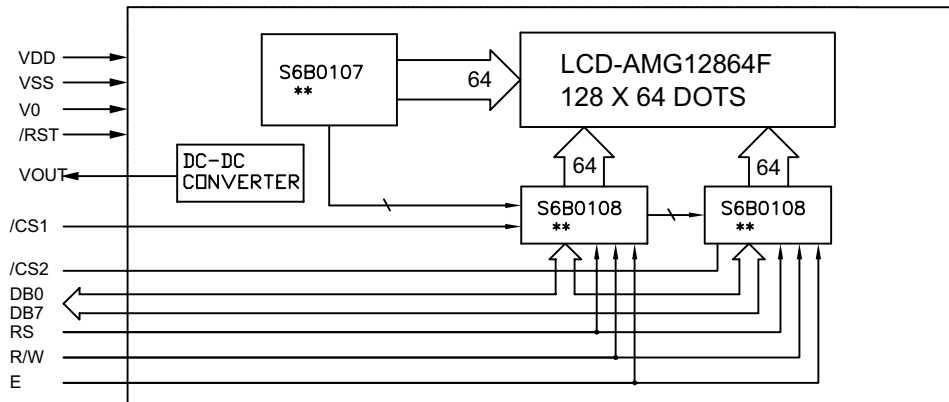 VDD
VSS
V0
/RST
VOUT
/CS1
/CS2
DB0
DB7
RS
R/W
E
S6B0107
**
64
LCD-AMG12864F
128 X 64 DOTS
DC-DC
CONVERTER
64
64
S6B0108
**
S6B0108
**